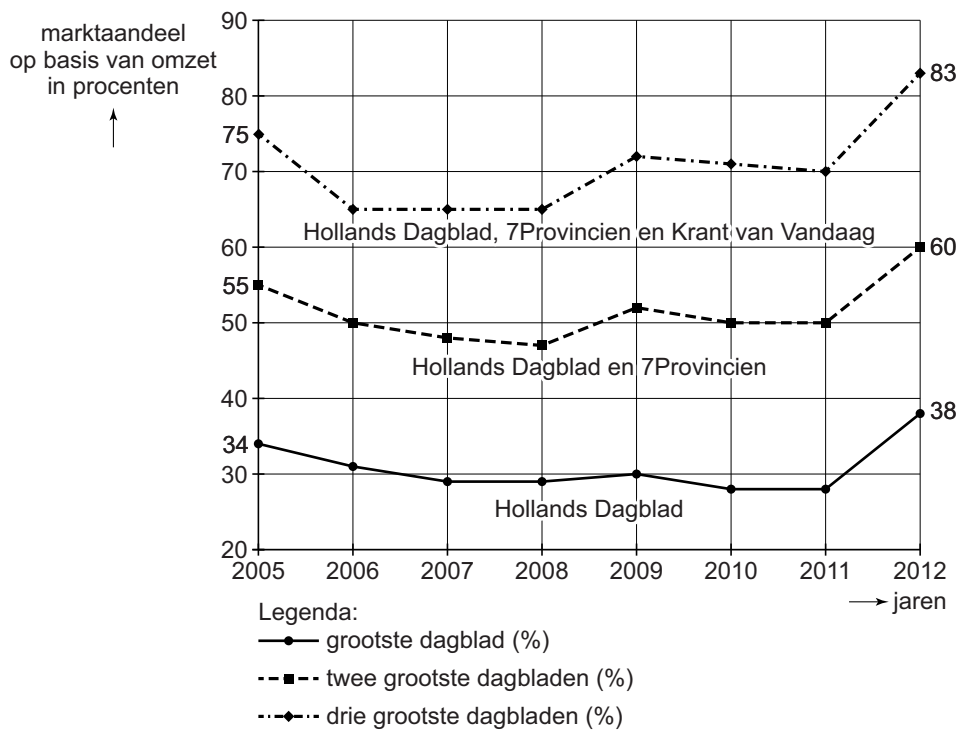 marktaandeel
op basis van omzet
in procenten
90
80
75
70
60
55
50
40
34
30
20
83
60
38
Hollands Dagblad, 7Provincien en Krant van Vandaag
Hollands Dagblad en 7Provincien
Hollands Dagblad
2005 2006 2007 2008 2009 2010 2011 2012
jaren
Legenda:
grootste dagblad (%)
twee grootste dagbladen (%)
drie grootste dagbladen (%)